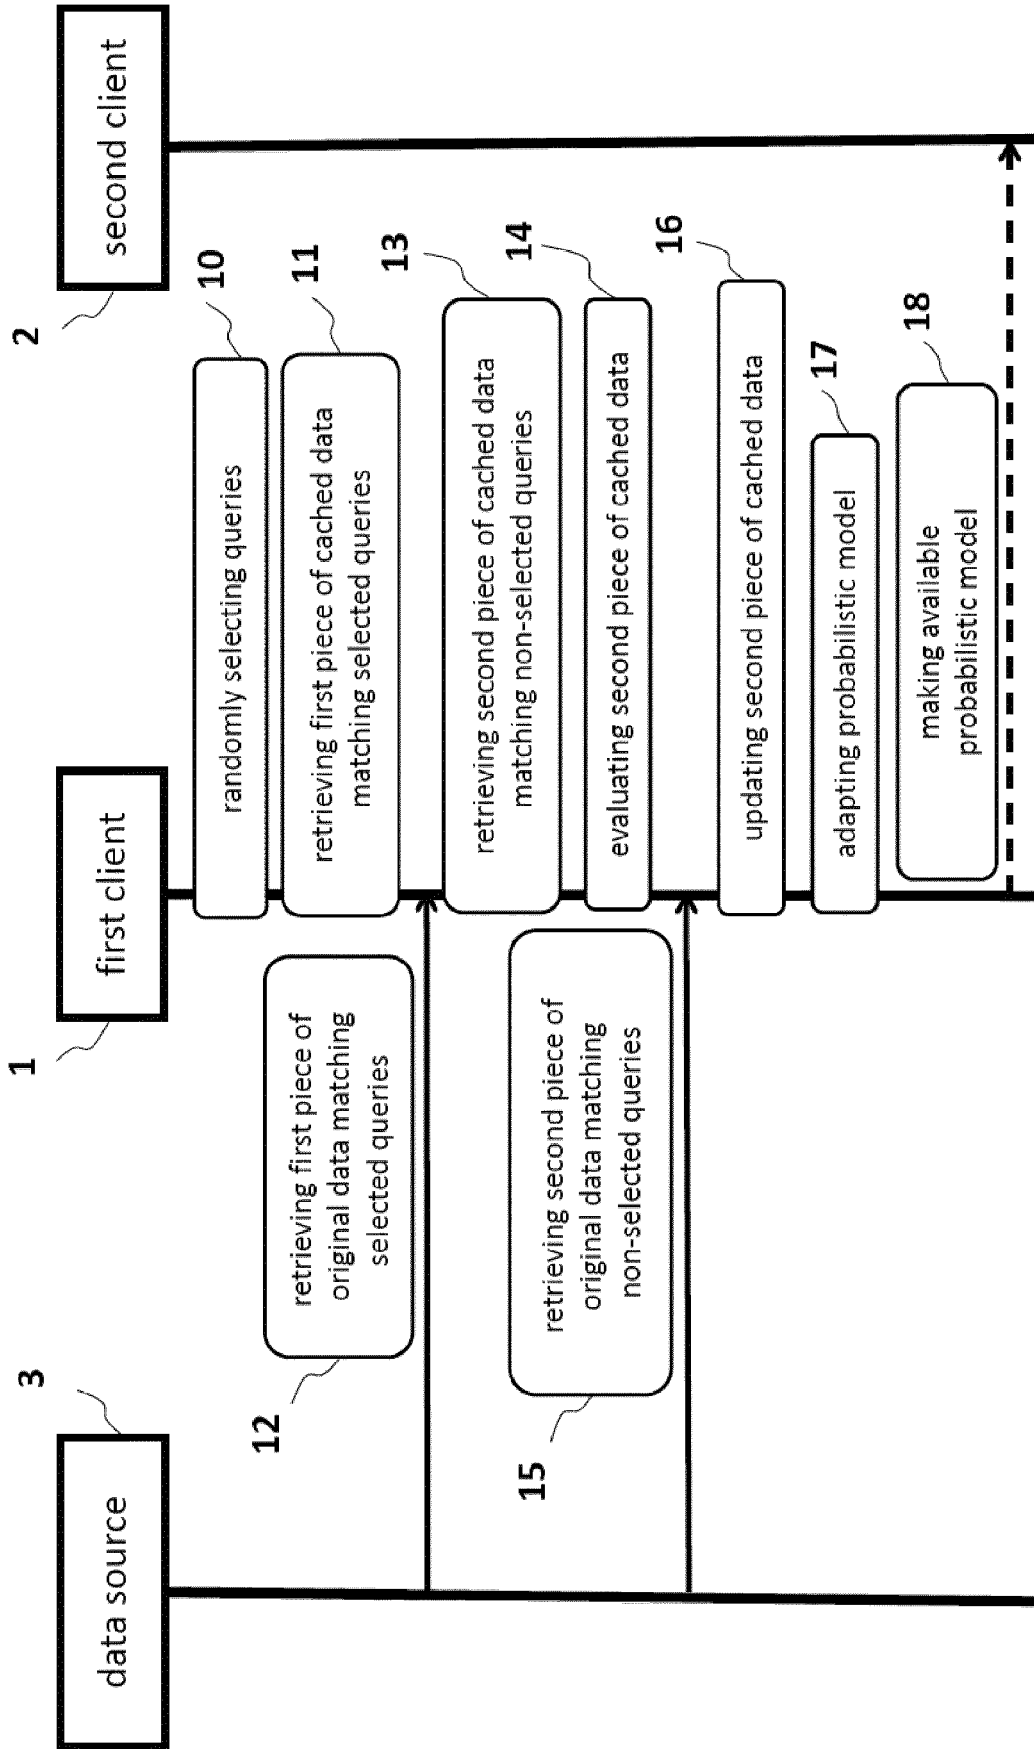 data source
3
first client
1
second client
2
randomly selecting queries
10
retrieving first piece of cached data
matching selected queries
11
retrieving first piece of
original data matching
selected queries
12
retrieving second piece of cached data
matching non-selected queries
13
evaluating second piece of cached data
14
retrieving second piece of
original data matching
non-selected queries
15
updating second piece of cached data
16
adapting probabilistic model
17
making available
probabilistic model
18